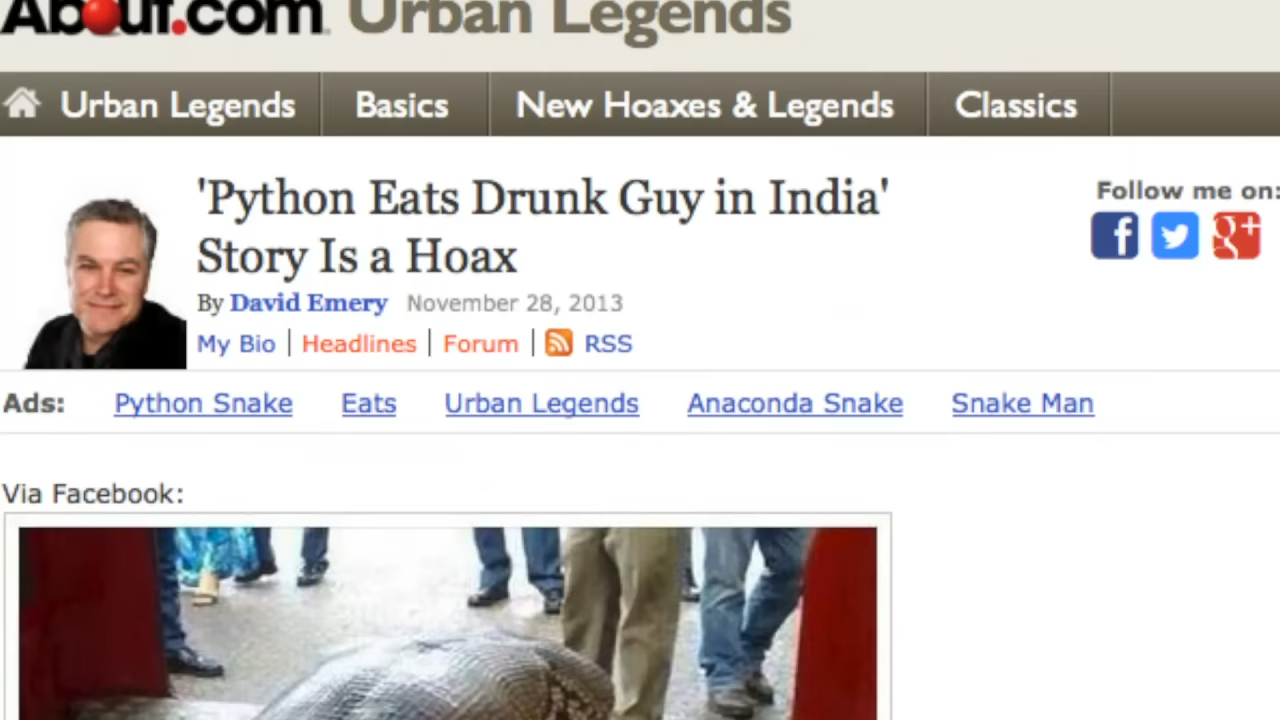 About.com Urban Legends
Urban Legends Basics New Hoaxes & Legends Classics
'Python Eats Drunk Guy in India'
Story Is a Hoax
Follow me on:
By David Emery November 28, 2013
My Bio | Headlines | Forum | RSS
Ads: Python Snake Eats Urban Legends Anaconda Snake Snake Man
Via Facebook: